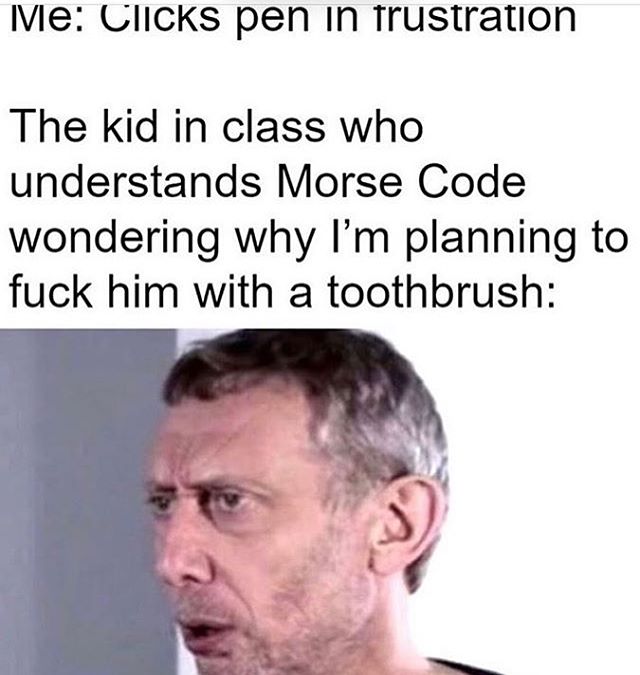 Me: Clicks pen in frustration
The kid in class who
understands Morse Code
wondering why I’m planning to
fuck him with a toothbrush: